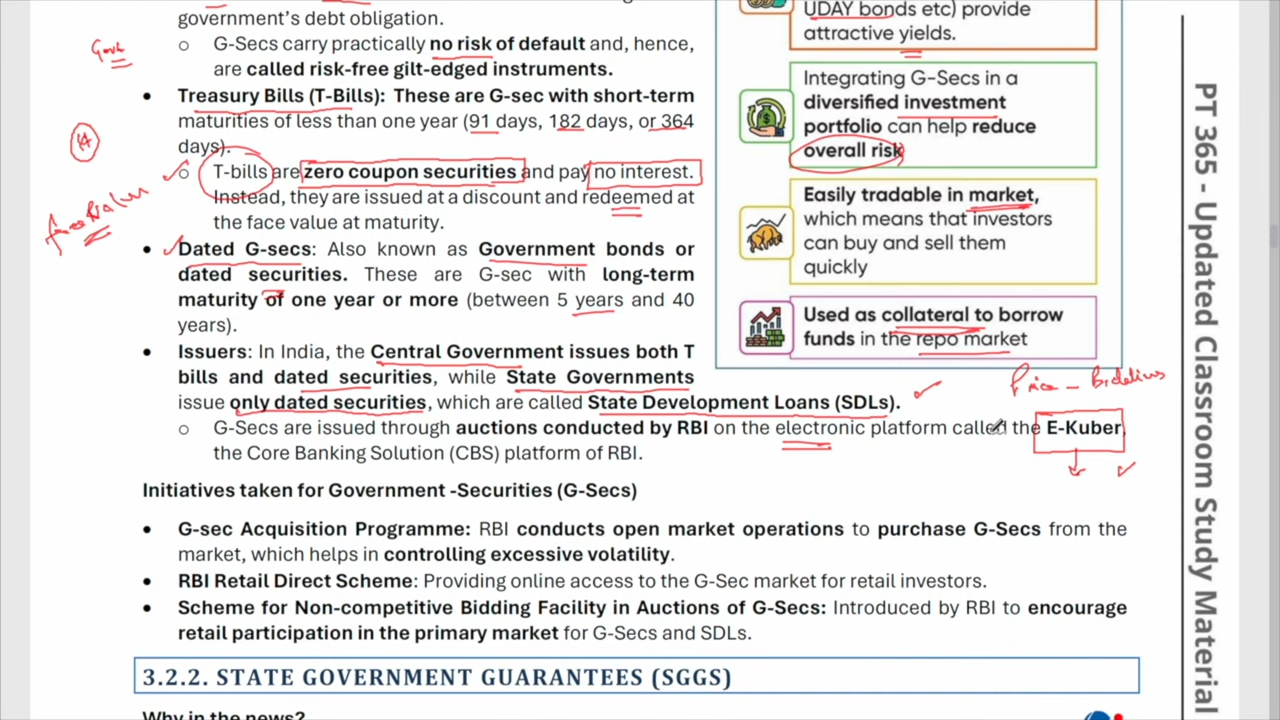 government's debt obligation.
○ G-Secs carry practically no risk of default and, hence,
are called risk-free gilt-edged instruments.
Govt
• Treasury Bills (T-Bills): These are G-sec with short-term
maturities of less than one year (91 days, 182 days, or 364
days).
○ T-bills are zero coupon securities and pay no interest.
Instead, they are issued at a discount and redeemed at
the face value at maturity.
• Dated G-secs: Also known as Government bonds or
dated securities. These are G-sec with long-term
maturity of one year or more (between 5 years and 40
years).
• Issuers: In India, the Central Government issues both T
bills and dated securities, while State Governments
issue only dated securities, which are called State Development Loans (SDLs).
○ G-Secs are issued through auctions conducted by RBI on the electronic platform called the E-Kuber,
the Core Banking Solution (CBS) platform of RBI.
UDAY bonds etc) provide
attractive yields.
Integrating G-Secs in a
diversified investment
portfolio can help reduce
overall risk
Easily tradable in market,
which means that investors
can buy and sell them
quickly
Used as collateral to borrow
funds in the repo market
Price -
Initiatives taken for Government -Securities (G-Secs)
• G-sec Acquisition Programme: RBI conducts open market operations to purchase G-Secs from the
market, which helps in controlling excessive volatility.
• RBI Retail Direct Scheme: Providing online access to the G-Sec market for retail investors.
• Scheme for Non-competitive Bidding Facility in Auctions of G-Secs: Introduced by RBI to encourage
retail participation in the primary market for G-Secs and SDLs.
3.2.2. STATE GOVERNMENT GUARANTEES (SGGS)
Why in the news?
PT 365 - Updated Classroom Study Material